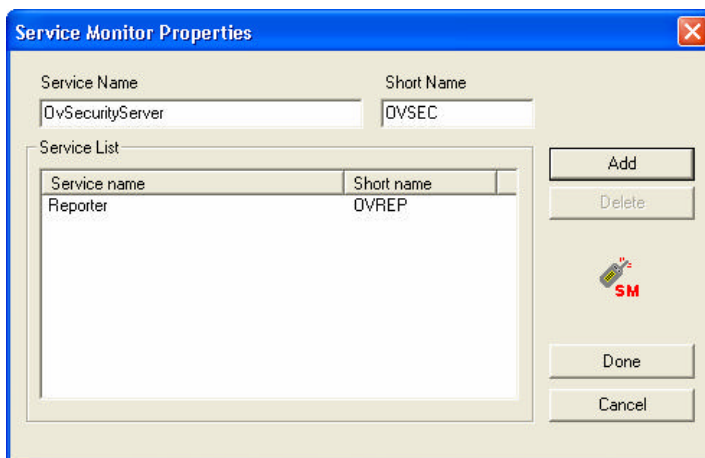 Service Monitor Properties
Service Name Short Name
OvSecurityServer OVSEC
Service List
Service name Short name
Reporter OVREP
Add
Delete
SM
Done
Cancel